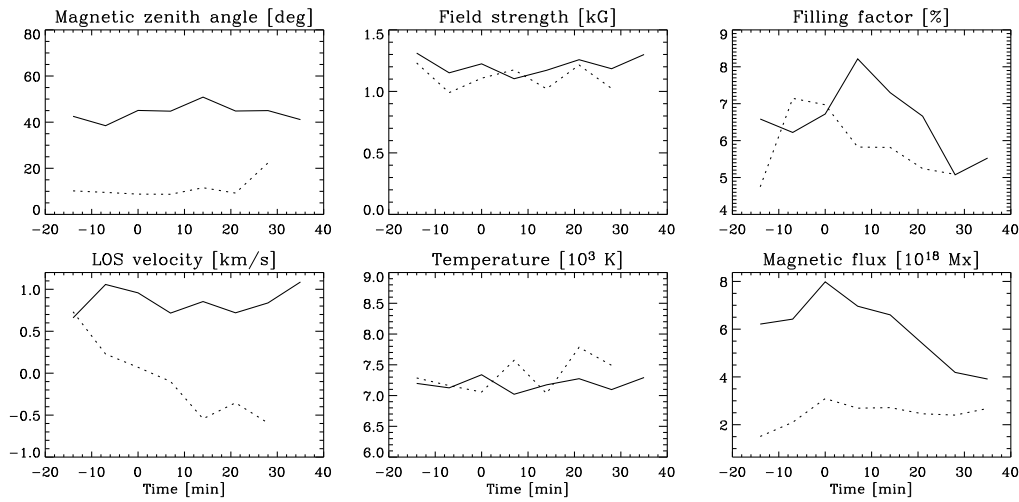 Magnetic zenith angle [deg]
80
60
40
20
0
−20 −10 0 10 20 30 40
Field strength [kG]
1.5
1.0
0.5
0.0
−20 −10 0 10 20 30 40
Filling factor [%]
9
8
7
6
5
4
−20 −10 0 10 20 30 40
LOS velocity [km/s]
1.0
0.5
0.0
−0.5
−1.0
−20 −10 0 10 20 30 40
Time [min]
Temperature [10³ K]
9.0
8.5
8.0
7.5
7.0
6.5
6.0
−20 −10 0 10 20 30 40
Time [min]
Magnetic flux [10¹⁸ Mx]
8
6
4
2
−20 −10 0 10 20 30 40
Time [min]